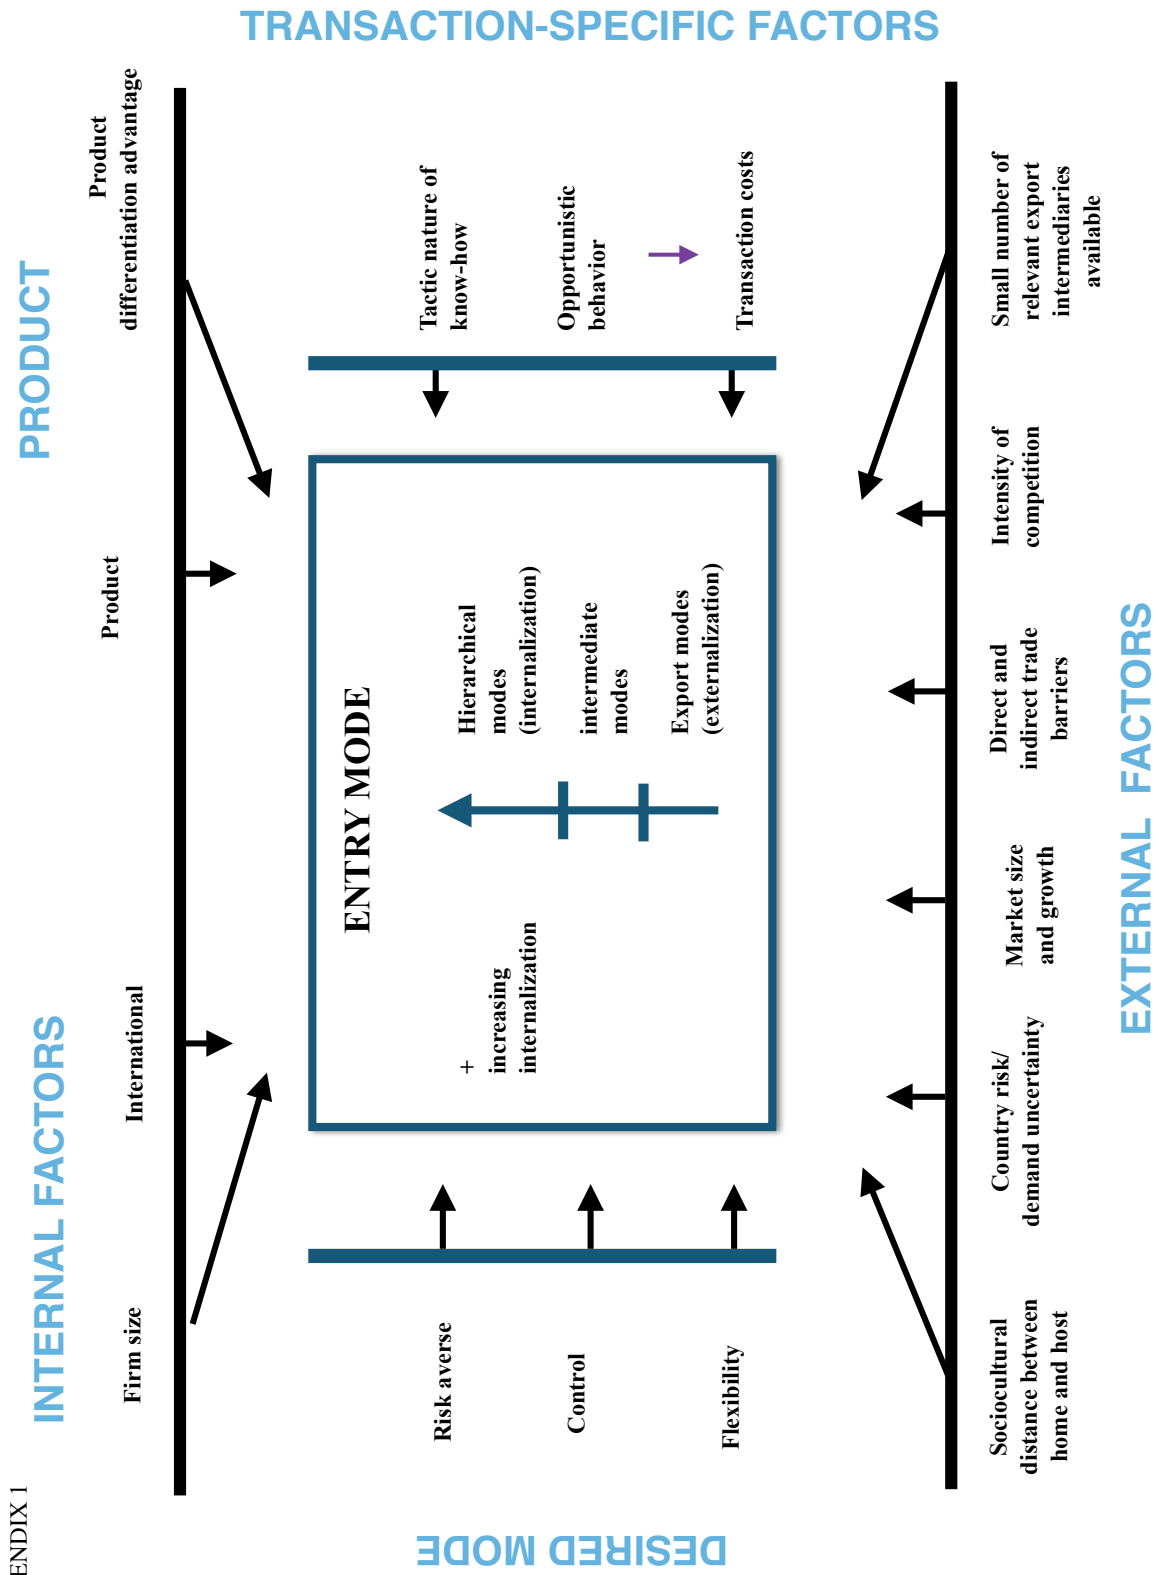 ENDIX 1
INTERNAL FACTORS
PRODUCT
Firm size
International
Product
Product
differentiation advantage
DESIRED MODE
Risk averse
Control
Flexibility
ENTRY MODE
+
increasing
internalization
Hierarchical
modes
(internalization)
intermediate
modes
Export modes
(externalization)
Tactic nature of
know-how
Opportunistic
behavior
Transaction costs
TRANSACTION-SPECIFIC FACTORS
Sociocultural
distance between
home and host
Country risk/
demand uncertainty
Market size
and growth
Direct and
indirect trade
barriers
Intensity of
competition
Small number of
relevant export
intermediaries
available
EXTERNAL FACTORS